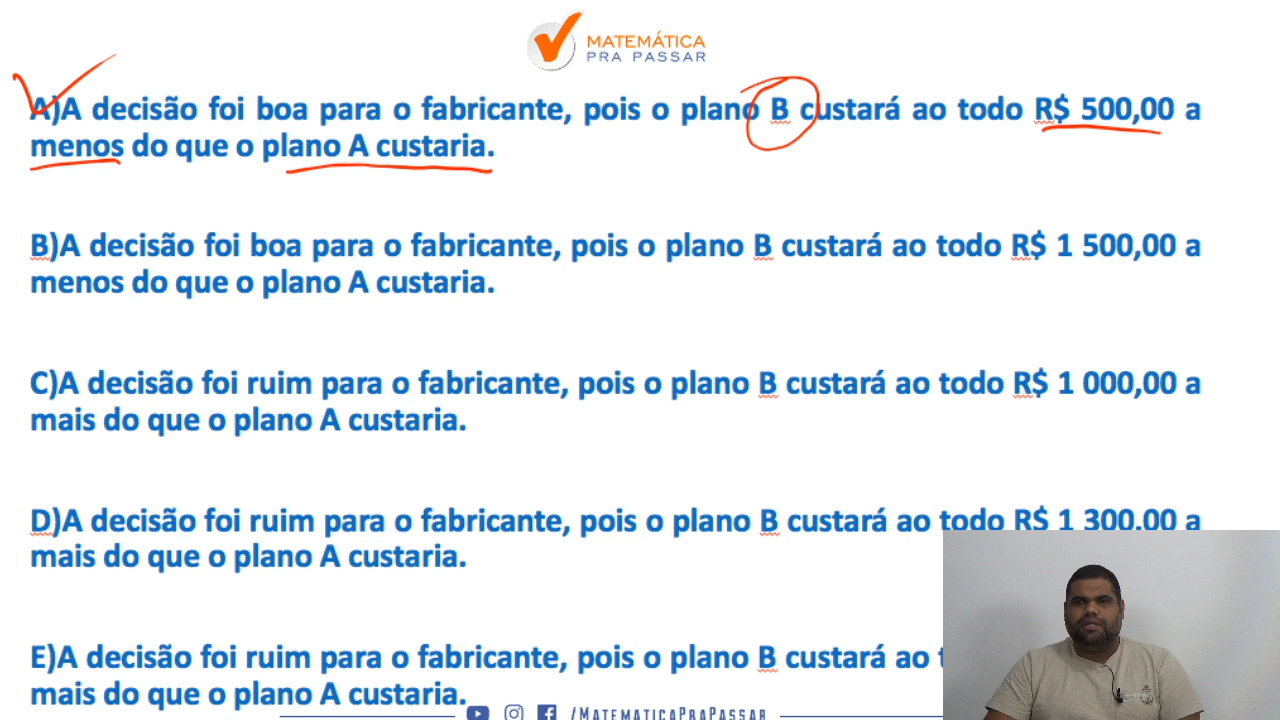 MATEMÁTICA
PRA PASSAR
A)A decisão foi boa para o fabricante, pois o plano B custará ao todo R$ 500,00 a
menos do que o plano A custaria.
B)A decisão foi boa para o fabricante, pois o plano B custará ao todo R$ 1 500,00 a
menos do que o plano A custaria.
C)A decisão foi ruim para o fabricante, pois o plano B custará ao todo R$ 1 000,00 a
mais do que o plano A custaria.
D)A decisão foi ruim para o fabricante, pois o plano B custará ao todo R$ 1 300,00 a
mais do que o plano A custaria.
E)A decisão foi ruim para o fabricante, pois o plano B custará ao
mais do que o plano A custaria.
/MATEMATICAPRAPASSAR